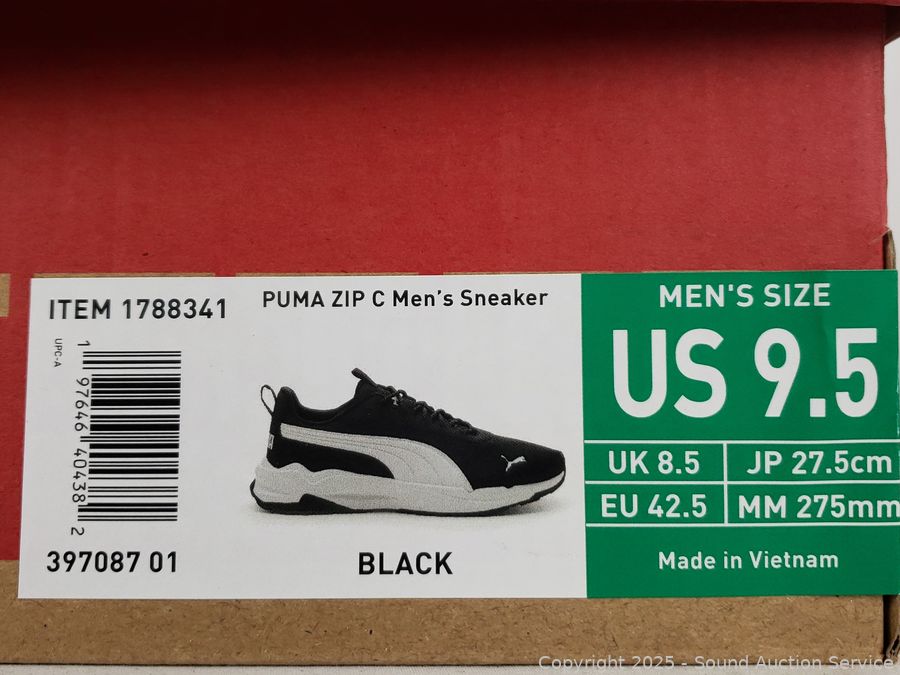 ITEM 1788341
PUMA ZIP C Men's Sneaker
UPC-A
1 97646 40438 2
397087 01
BLACK
MEN'S SIZE
US 9.5
UK 8.5
JP 27.5cm
EU 42.5
MM 275mm
Made in Vietnam
Copyright 2025 - Sound Auction Service